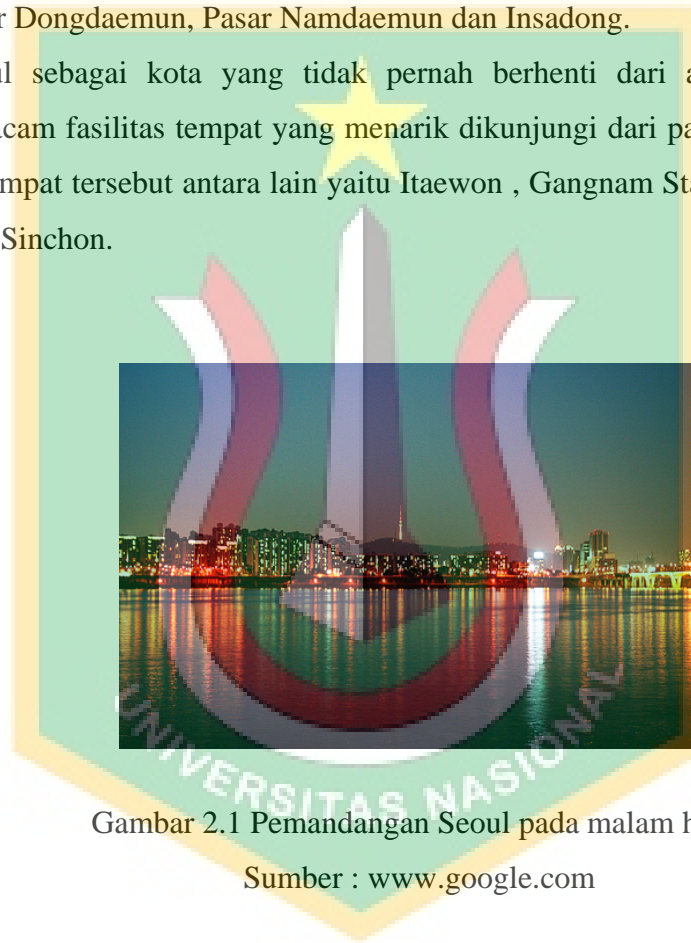 r Dongdaemun, Pasar Namdaemun dan Insadong.
ul sebagai kota yang tidak pernah berhenti dari a
acam fasilitas tempat yang menarik dikunjungi dari pa
mpat tersebut antara lain yaitu Itaewon , Gangnam Sta
Sinchon.
UNIVERSITAS NASIONAL
Gambar 2.1 Pemandangan Seoul pada malam h
Sumber : www.google.com